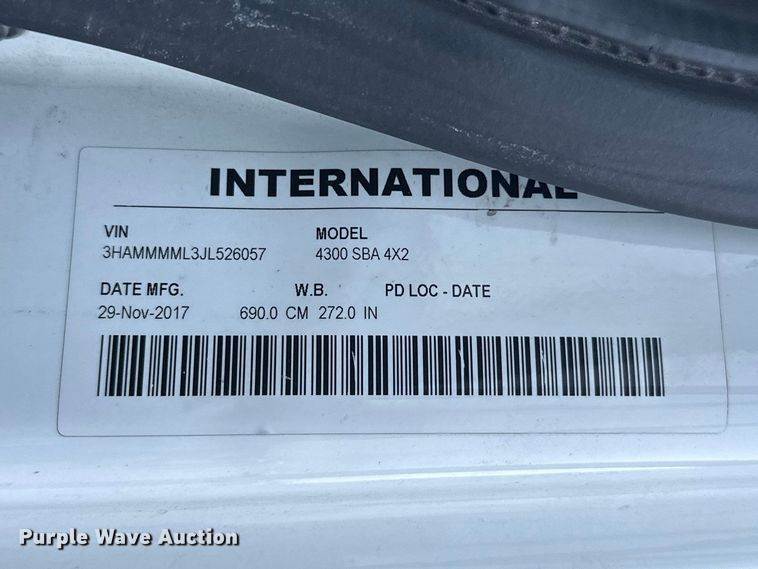 INTERNATIONAL
VIN MODEL
3HAMMMML3JL526057 4300 SBA 4X2
DATE MFG. W.B. PD LOC - DATE
29-Nov-2017 690.0 CM 272.0 IN
Purple Wave Auction